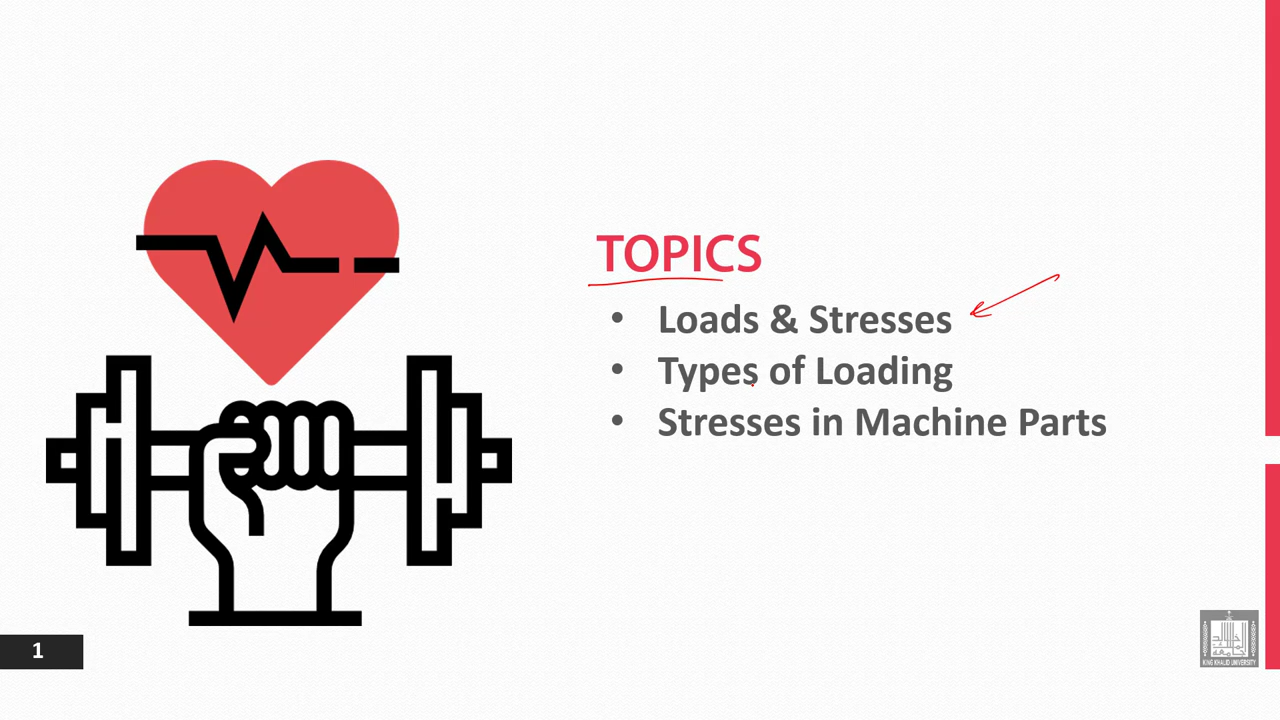 TOPICS
• Loads & Stresses
• Types of Loading
• Stresses in Machine Parts
1
KING KHALID UNIVERSITY